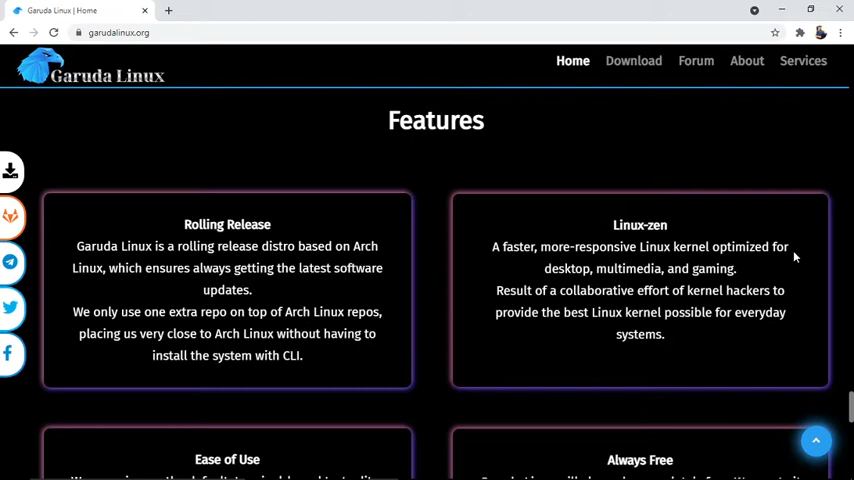 Garuda Linux | Home
garudalinux.org
Garuda Linux
Home Download Forum About Services
Features
Rolling Release
Garuda Linux is a rolling release distro based on Arch
Linux, which ensures always getting the latest software
updates.
We only use one extra repo on top of Arch Linux repos,
placing us very close to Arch Linux without having to
install the system with CLI.
Linux-zen
A faster, more-responsive Linux kernel optimized for
desktop, multimedia, and gaming.
Result of a collaborative effort of kernel hackers to
provide the best Linux kernel possible for everyday
systems.
Ease of Use
Always Free